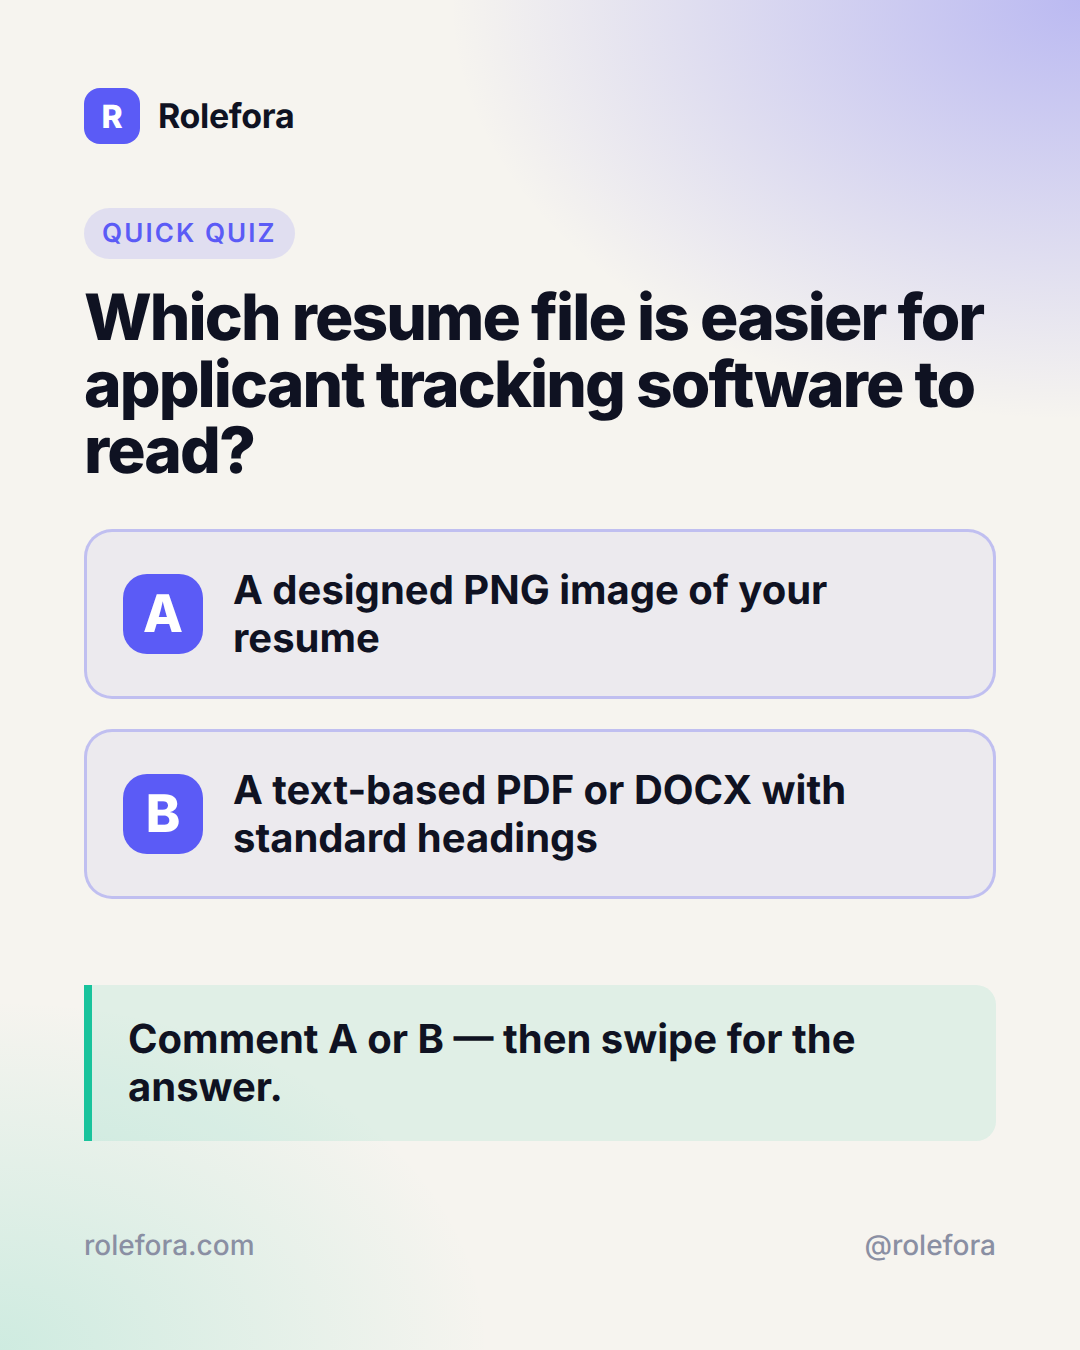 R Rolefora
QUICK QUIZ
Which resume file is easier for
applicant tracking software to
read?
A
A designed PNG image of your
resume
B
A text-based PDF or DOCX with
standard headings
Comment A or B — then swipe for the
answer.
rolefora.com
@rolefora